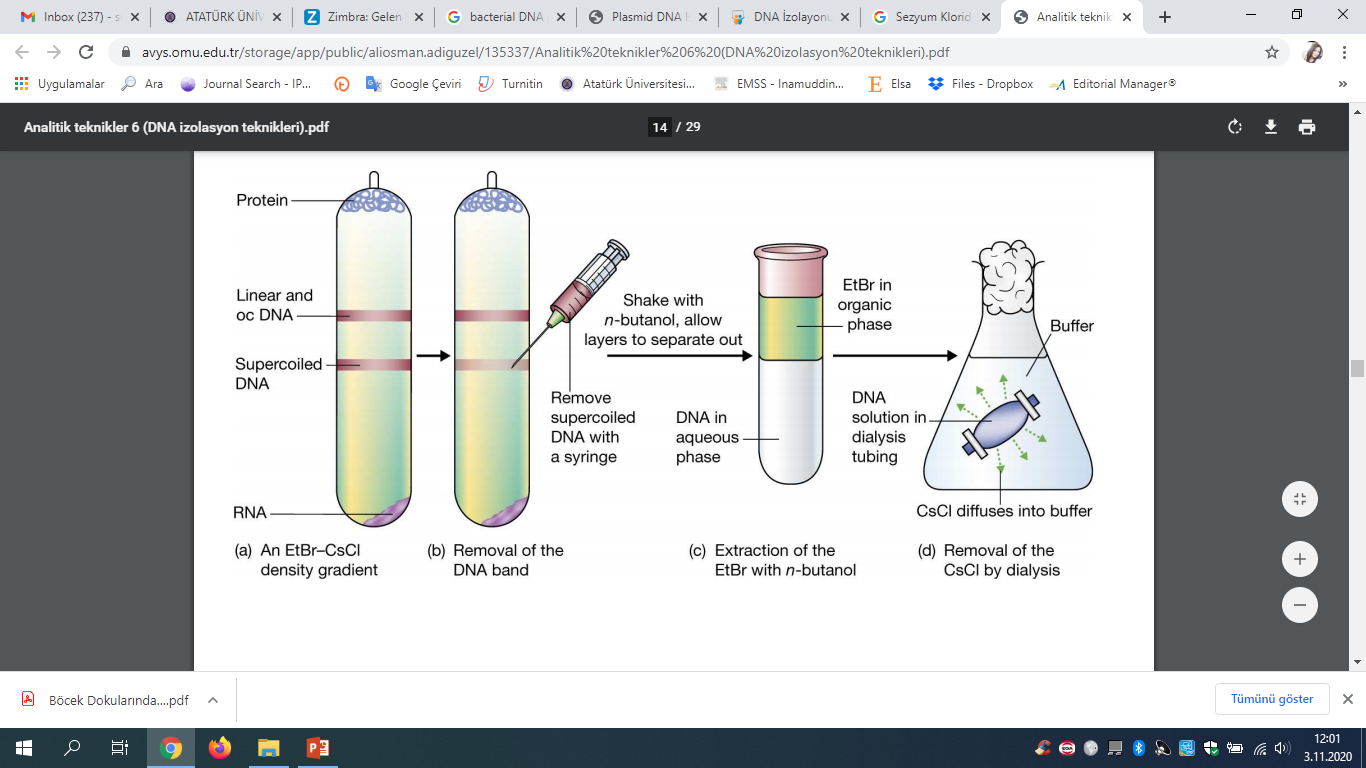 Inbox (237) - s
ATATÜRK ÜNİV
Zimbra: Gelen
bacterial DNA
Plasmid DNA I
DNA İzolayonu
Sezyum Klorid
Analitik teknik
avys.omu.edu.tr/storage/app/public/aliosman.adiguzel/135337/Analitik%20teknikler%206%20(DNA%20izolasyon%20teknikleri).pdf
Uygulamalar
Ara
Journal Search - IP...
Google Çeviri
Turnitin
Atatürk Üniversitesi...
EMSS - Inamuddin...
Elsa
Files - Dropbox
Editorial Manager®
»
Analitik teknikler 6 (DNA izolasyon teknikleri).pdf
14 / 29
Protein
Linear and
oc DNA
Supercoiled
DNA
RNA
(a) An EtBr–CsCl
density gradient
Remove
supercoiled
DNA with
a syringe
(b) Removal of the
DNA band
Shake with
n-butanol, allow
layers to separate out
EtBr in
organic
phase
DNA in
aqueous
phase
(c) Extraction of the
EtBr with n-butanol
Buffer
DNA
solution in
dialysis
tubing
CsCl diffuses into buffer
(d) Removal of the
CsCl by dialysis
Böcek Dokularında....pdf
Tümünü göster
12:01
3.11.2020